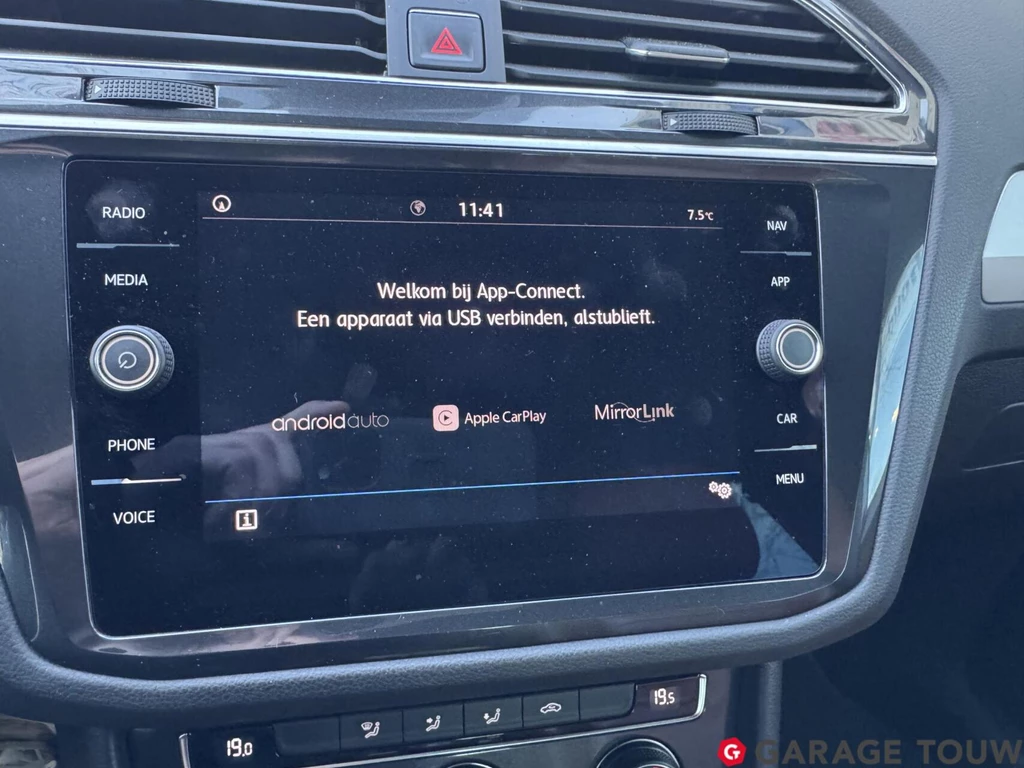 RADIO
MEDIA
PHONE
VOICE
11:41
7.5°C
Welkom bij App-Connect.
Een apparaat via USB verbinden, alstublieft.
androidauto
Apple CarPlay
MirrorLink
i
NAV
APP
CAR
MENU
19.0
19.5
GARAGE TOUW